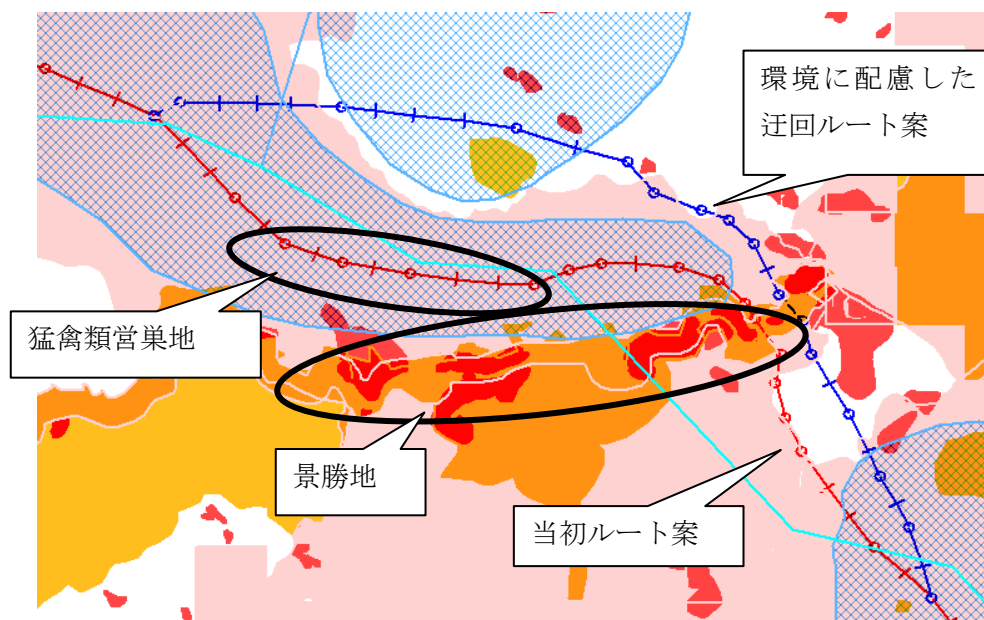 環境に配慮した
迂回ルート案
猛禽類営巣地
景勝地
当初ルート案